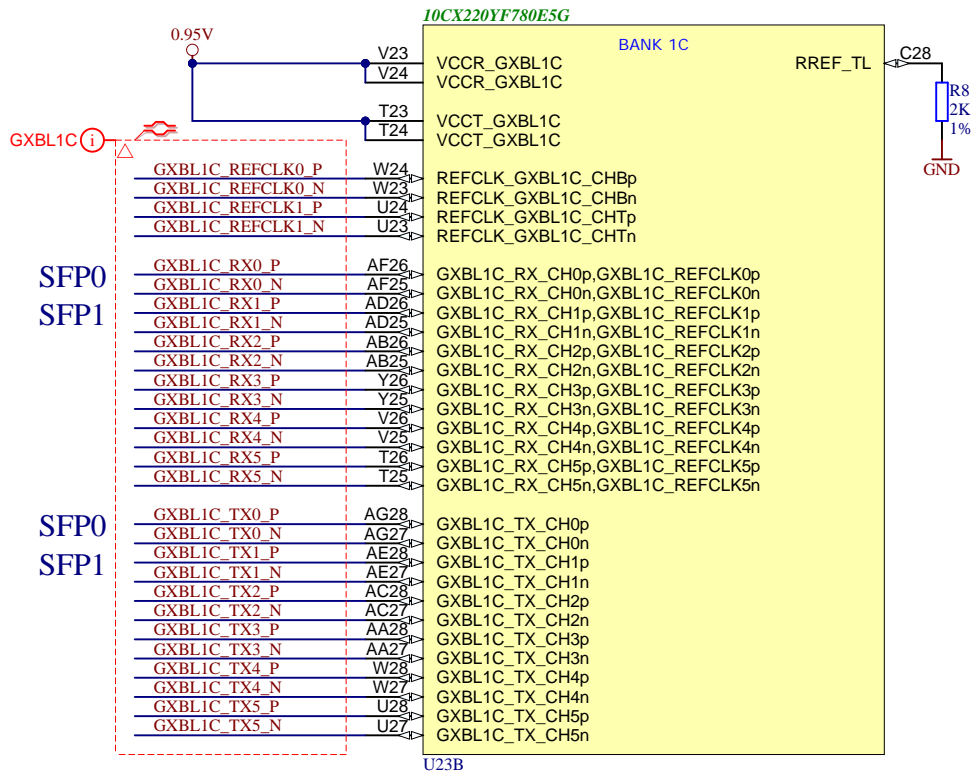 10CX220YF780E5G
BANK 1C
0.95V
V23 VCCR_GXBL1C
V24 VCCR_GXBL1C
T23 VCCT_GXBL1C
T24 VCCT_GXBL1C
RREF_TL C28
R8
2K
1%
GND
GXBL1C i
GXBL1C_REFCLK0_P W24 REFCLK_GXBL1C_CHBp
GXBL1C_REFCLK0_N W23 REFCLK_GXBL1C_CHBn
GXBL1C_REFCLK1_P U24 REFCLK_GXBL1C_CHTp
GXBL1C_REFCLK1_N U23 REFCLK_GXBL1C_CHTn
SFP0
GXBL1C_RX0_P AF26 GXBL1C_RX_CH0p,GXBL1C_REFCLK0p
GXBL1C_RX0_N AF25 GXBL1C_RX_CH0n,GXBL1C_REFCLK0n
SFP1
GXBL1C_RX1_P AD26 GXBL1C_RX_CH1p,GXBL1C_REFCLK1p
GXBL1C_RX1_N AD25 GXBL1C_RX_CH1n,GXBL1C_REFCLK1n
GXBL1C_RX2_P AB26 GXBL1C_RX_CH2p,GXBL1C_REFCLK2p
GXBL1C_RX2_N AB25 GXBL1C_RX_CH2n,GXBL1C_REFCLK2n
GXBL1C_RX3_P Y26 GXBL1C_RX_CH3p,GXBL1C_REFCLK3p
GXBL1C_RX3_N Y25 GXBL1C_RX_CH3n,GXBL1C_REFCLK3n
GXBL1C_RX4_P V26 GXBL1C_RX_CH4p,GXBL1C_REFCLK4p
GXBL1C_RX4_N V25 GXBL1C_RX_CH4n,GXBL1C_REFCLK4n
GXBL1C_RX5_P T26 GXBL1C_RX_CH5p,GXBL1C_REFCLK5p
GXBL1C_RX5_N T25 GXBL1C_RX_CH5n,GXBL1C_REFCLK5n
SFP0
GXBL1C_TX0_P AG28 GXBL1C_TX_CH0p
GXBL1C_TX0_N AG27 GXBL1C_TX_CH0n
SFP1
GXBL1C_TX1_P AE28 GXBL1C_TX_CH1p
GXBL1C_TX1_N AE27 GXBL1C_TX_CH1n
GXBL1C_TX2_P AC28 GXBL1C_TX_CH2p
GXBL1C_TX2_N AC27 GXBL1C_TX_CH2n
GXBL1C_TX3_P AA28 GXBL1C_TX_CH3p
GXBL1C_TX3_N AA27 GXBL1C_TX_CH3n
GXBL1C_TX4_P W28 GXBL1C_TX_CH4p
GXBL1C_TX4_N W27 GXBL1C_TX_CH4n
GXBL1C_TX5_P U28 GXBL1C_TX_CH5p
GXBL1C_TX5_N U27 GXBL1C_TX_CH5n
U23B